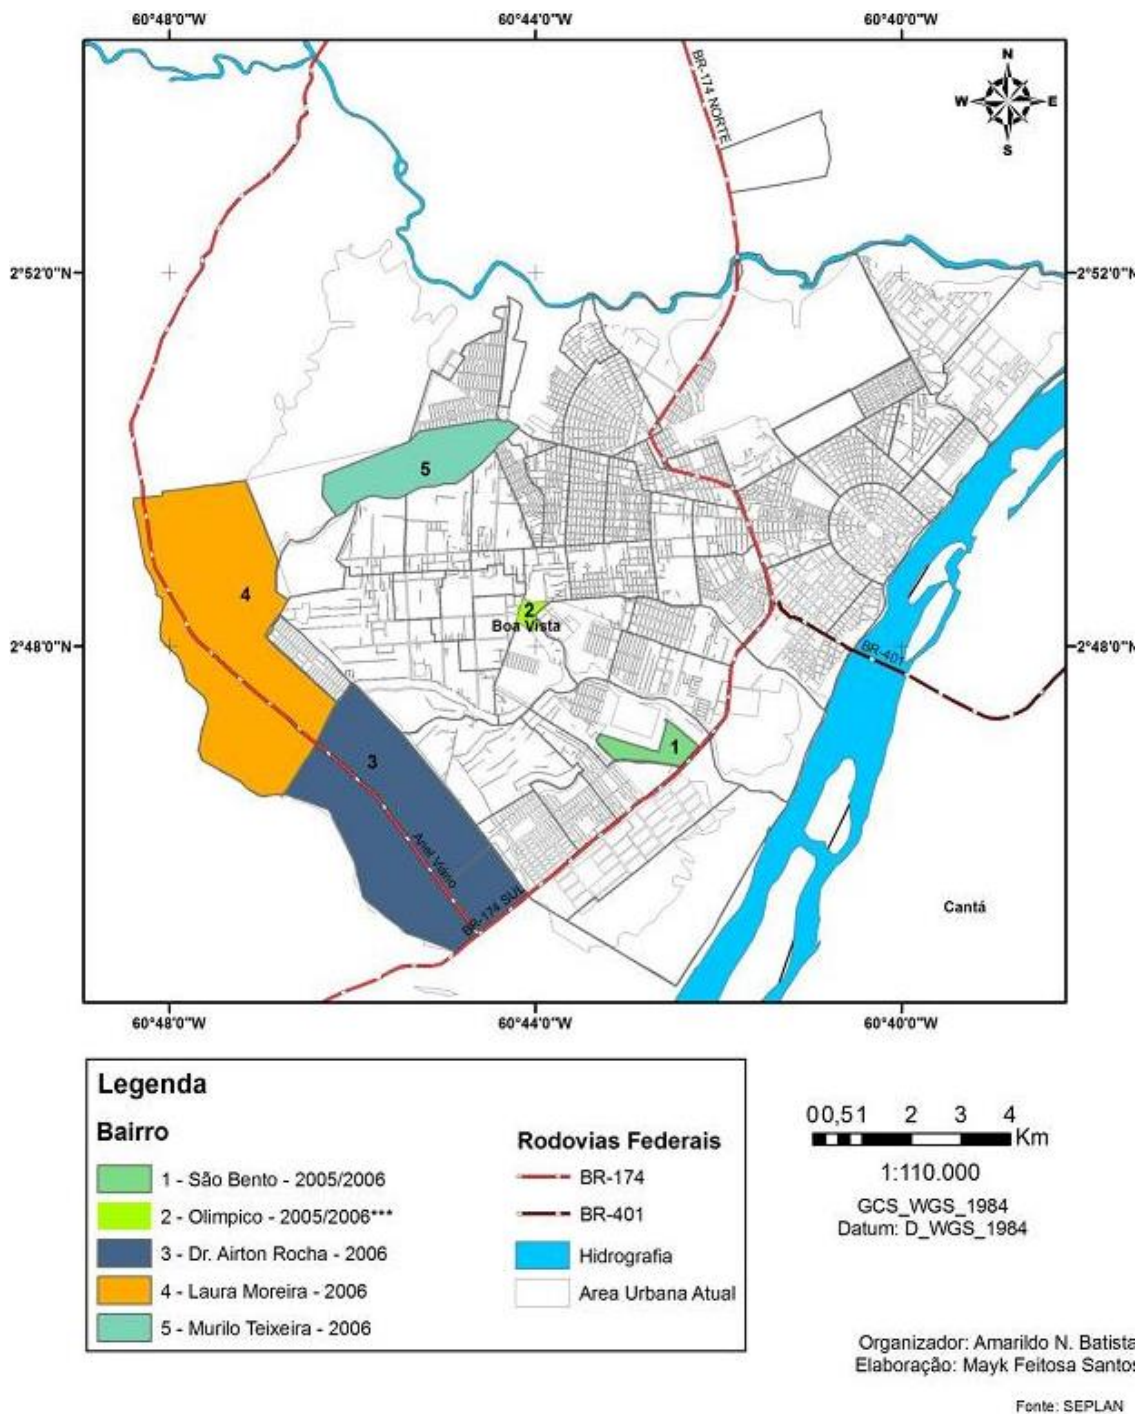 60°48'0"W 60°44'0"W 60°40'0"W
N
W E
S
BR-174 NORTE
2°52'0"N 2°52'0"N
5
4
2
Boa Vista
2°48'0"N 2°48'0"N
BR-401
1
3
Anel Viário
BR-174 SUL
Cantá
60°48'0"W 60°44'0"W 60°40'0"W
Legenda
Bairro
1 - São Bento - 2005/2006
2 - Olimpico - 2005/2006***
3 - Dr. Airton Rocha - 2006
4 - Laura Moreira - 2006
5 - Murilo Teixeira - 2006
Rodovias Federais
BR-174
BR-401
Hidrografia
Area Urbana Atual
0 0,5 1 2 3 4
Km
1:110.000
GCS_WGS_1984
Datum: D_WGS_1984
Organizador: Amarildo N. Batista
Elaboração: Mayk Feitosa Santos
Fonte: SEPLAN